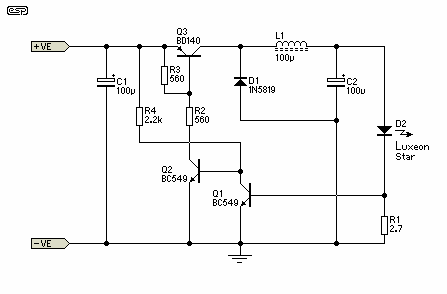 esp
Q3
BD140
L1
100µ
+VE
R3
560
C1
100µ
+
D1
1N5819
C2
100µ
+
R4
2.2k
R2
560
D2
Luxeon
Star
Q2
BC549
Q1
BC549
R1
2.7
-VE